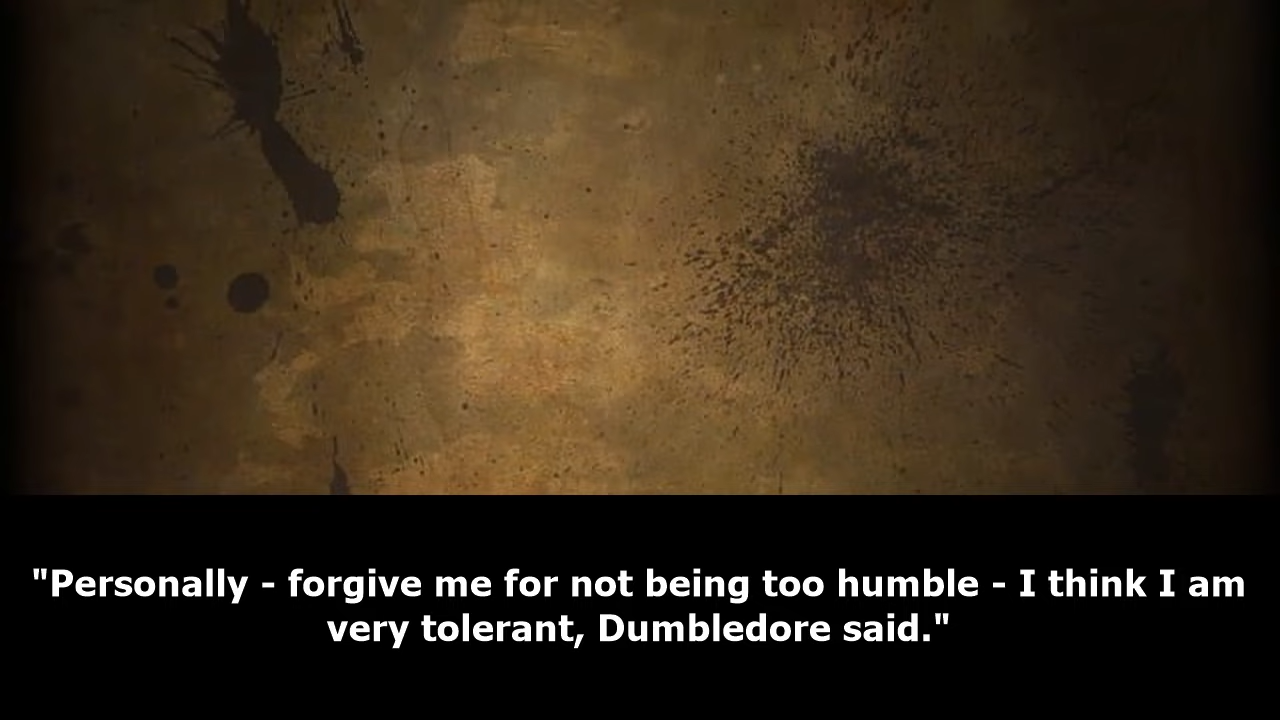 "Personally - forgive me for not being too humble - I think I am
very tolerant, Dumbledore said."